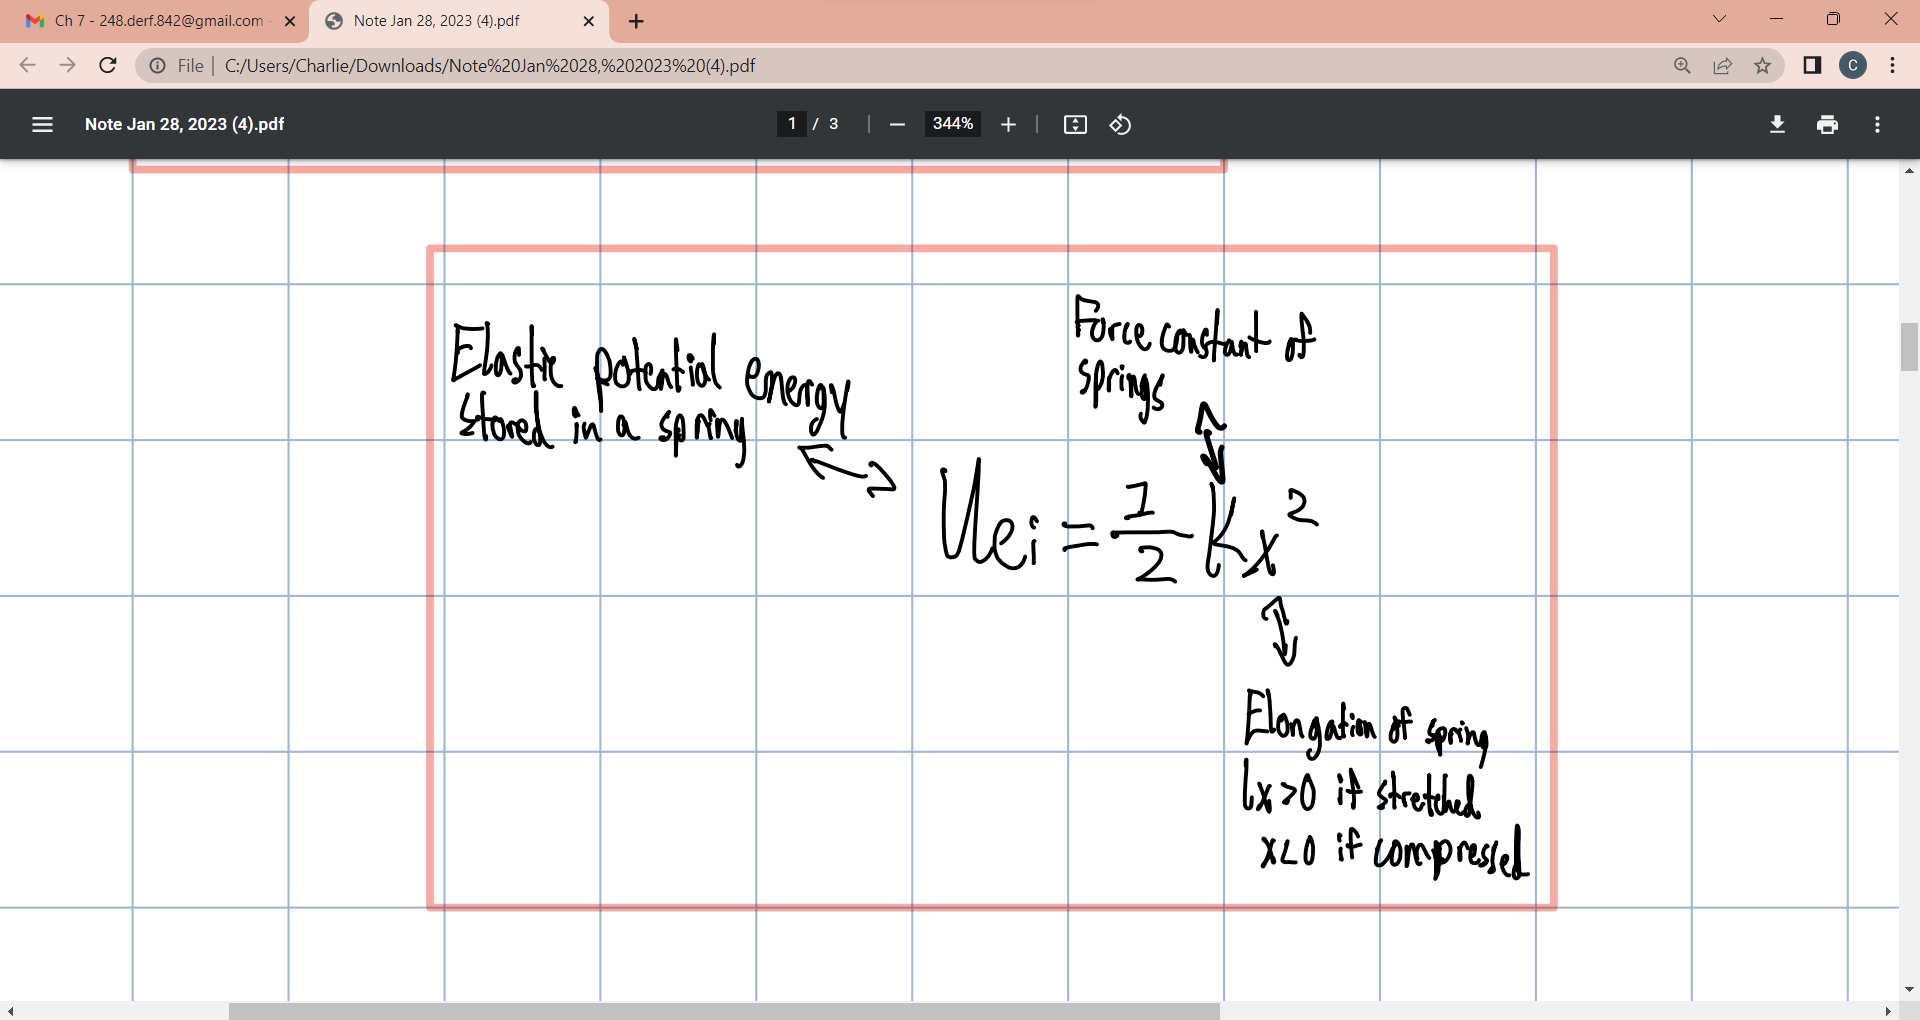 Ch 7 - 248.derf.842@gmail.com -
Note Jan 28, 2023 (4).pdf
File
C:/Users/Charlie/Downloads/Note%20Jan%2028,%202023%20(4).pdf
C
Note Jan 28, 2023 (4).pdf
1 / 3
344%
Elastic potential energy
stored in a spring
Force constant of
springs
Uei = 1/2 kx²
Elongation of spring
Lx>0 if stretched
x<0 if compressed